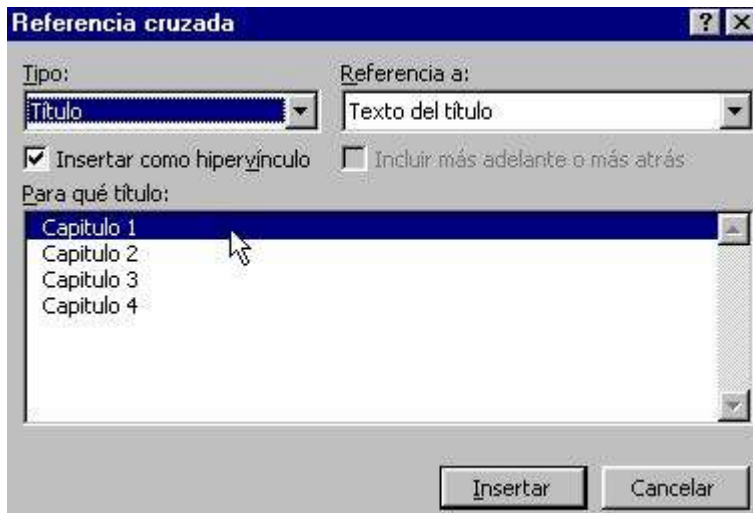 Referencia cruzada
Tipo: Referencia a:
Título Texto del título
Insertar como hipervínculo Incluir más adelante o más atrás
Para qué título:
Capitulo 1
Capitulo 2
Capitulo 3
Capitulo 4
Insertar Cancelar